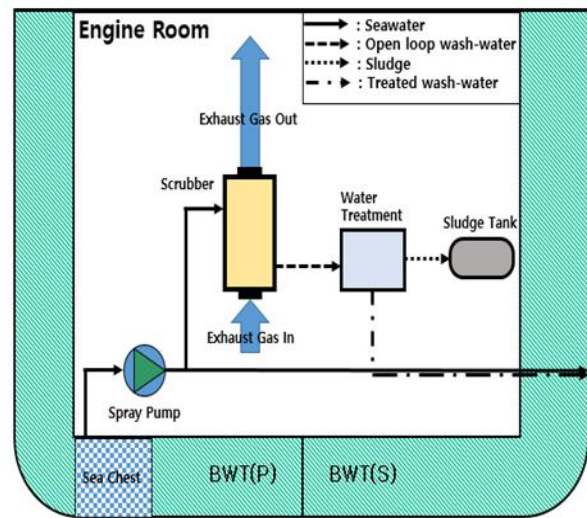 Engine Room
: Seawater
: Open loop wash-water
: Sludge
: Treated wash-water
Exhaust Gas Out
Scrubber
Water
Treatment
Sludge Tank
Exhaust Gas In
Spray Pump
Sea Chest
BWT(P)
BWT(S)